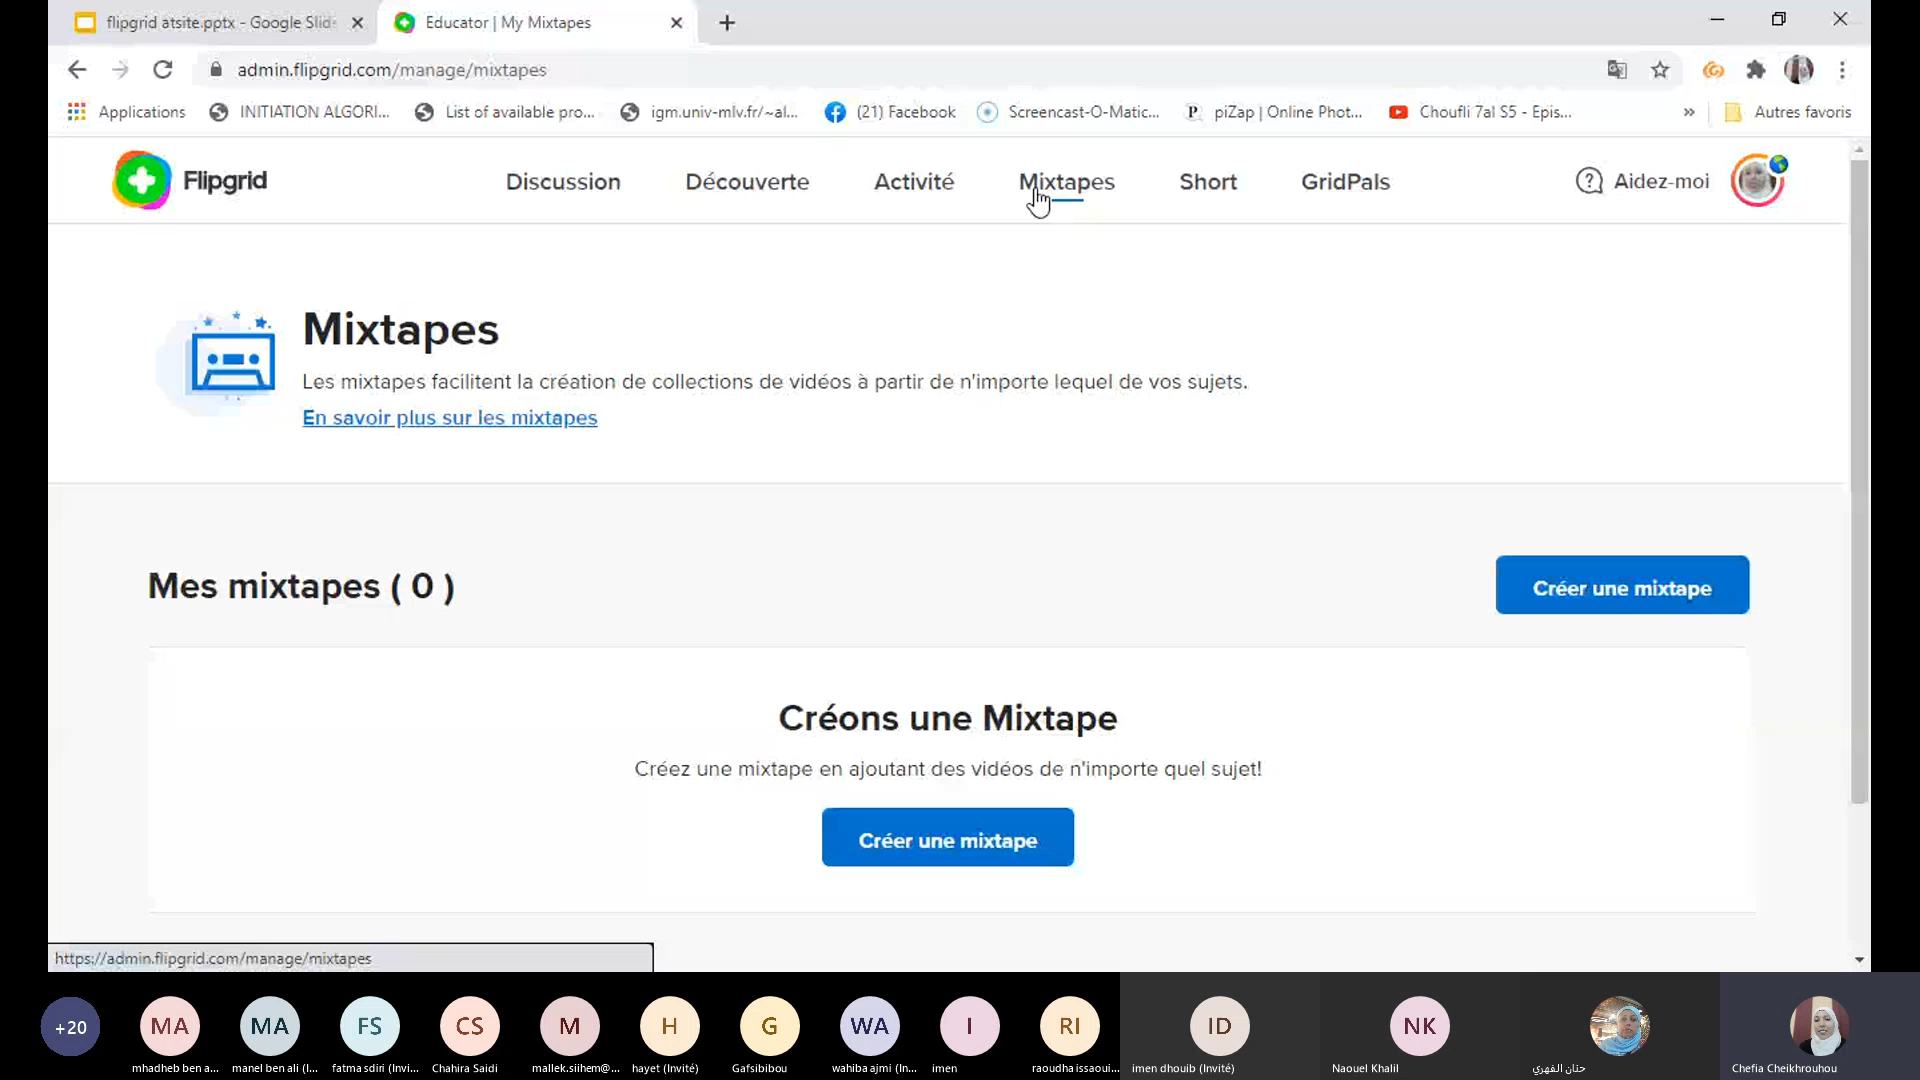 flipgrid atsite.pptx - Google Slide
Educator | My Mixtapes
admin.flipgrid.com/manage/mixtapes
Applications
INITIATION ALGORI...
List of available pro...
igm.univ-mlv.fr/~al...
(21) Facebook
Screencast-O-Matic...
piZap | Online Phot...
Choufli 7al S5 - Epis...
»
Autres favoris
Flipgrid
Discussion
Découverte
Activité
Mixtapes
Short
GridPals
Aidez-moi
Mixtapes
Les mixtapes facilitent la création de collections de vidéos à partir de n'importe lequel de vos sujets.
En savoir plus sur les mixtapes
Mes mixtapes ( 0 )
Créer une mixtape
Créons une Mixtape
Créez une mixtape en ajoutant des vidéos de n'importe quel sujet!
Créer une mixtape
https://admin.flipgrid.com/manage/mixtapes
+20
MA
MA
FS
CS
M
H
G
WA
I
RI
ID
NK
mhadheb ben a...
manel ben ali (I...
fatma sdiri (Invi...
Chahira Saidi
mallek.siihem@...
hayet (Invité)
Gafsibibou
wahiba ajmi (In...
imen
raoudha issaoui...
imen dhouib (Invité)
Naouel Khalil
حنان الفهري
Chefia Cheikhrouhou